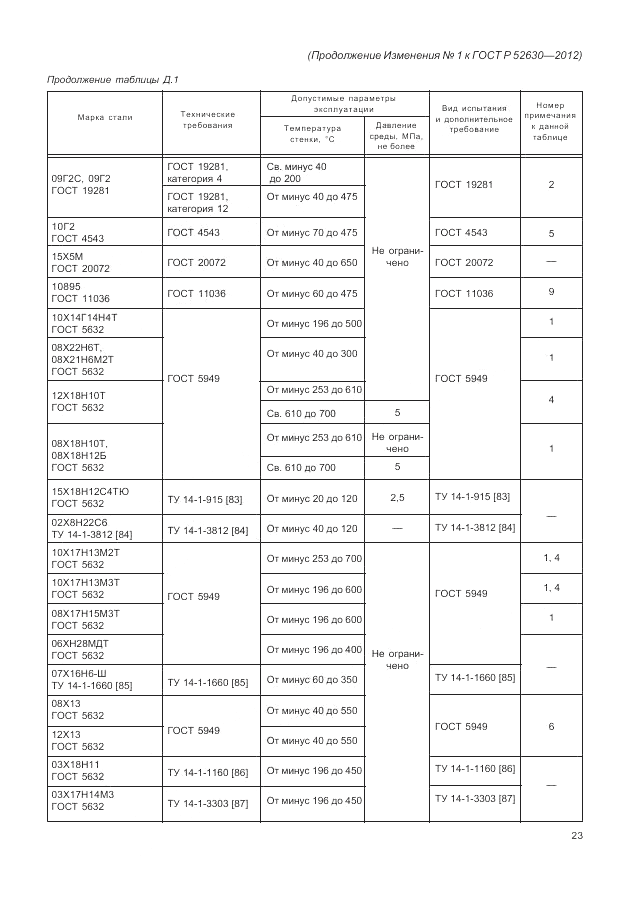 (Продолжение Изменения № 1 к ГОСТ Р 52630—2012)
Продолжение таблицы Д.1
Марка стали
Технические
требования
Допустимые параметры
эксплуатации
Температура
стенки, °С
Давление
среды, МПа,
не более
Вид испытания
и дополнительное
требование
Номер
примечания
к данной
таблице
09Г2С, 09Г2
ГОСТ 19281
ГОСТ 19281,
категория 4
Св. минус 40
до 200
ГОСТ 19281,
категория 12
От минус 40 до 475
Не ограни-
чено
ГОСТ 19281
2
10Г2
ГОСТ 4543
ГОСТ 4543
От минус 70 до 475
ГОСТ 4543
5
15Х5М
ГОСТ 20072
ГОСТ 20072
От минус 40 до 650
ГОСТ 20072
—
10895
ГОСТ 11036
ГОСТ 11036
От минус 60 до 475
ГОСТ 11036
9
10Х14Г14Н4Т
ГОСТ 5632
ГОСТ 5949
От минус 196 до 500
ГОСТ 5949
1
08Х22Н6Т,
08Х21Н6М2Т
ГОСТ 5632
От минус 40 до 300
1
12Х18Н10Т
ГОСТ 5632
От минус 253 до 610
Св. 610 до 700
5
4
08Х18Н10Т,
08Х18Н12Б
ГОСТ 5632
От минус 253 до 610
Не ограни-
чено
Св. 610 до 700
5
1
15Х18Н12С4ТЮ
ГОСТ 5632
ТУ 14-1-915 [83]
От минус 20 до 120
2,5
ТУ 14-1-915 [83]
—
02Х8Н22С6
ТУ 14-1-3812 [84]
ТУ 14-1-3812 [84]
От минус 40 до 120
—
ТУ 14-1-3812 [84]
10Х17Н13М2Т
ГОСТ 5632
ГОСТ 5949
От минус 253 до 700
Не ограни-
чено
ГОСТ 5949
1, 4
10Х17Н13М3Т
ГОСТ 5632
От минус 196 до 600
1, 4
08Х17Н15М3Т
ГОСТ 5632
От минус 196 до 600
1
06ХН28МДТ
ГОСТ 5632
От минус 196 до 400
—
07Х16Н6-Ш
ТУ 14-1-1660 [85]
ТУ 14-1-1660 [85]
От минус 60 до 350
ТУ 14-1-1660 [85]
08Х13
ГОСТ 5632
ГОСТ 5949
От минус 40 до 550
ГОСТ 5949
6
12Х13
ГОСТ 5632
От минус 40 до 550
03Х18Н11
ГОСТ 5632
ТУ 14-1-1160 [86]
От минус 196 до 450
ТУ 14-1-1160 [86]
—
03Х17Н14М3
ГОСТ 5632
ТУ 14-1-3303 [87]
От минус 196 до 450
ТУ 14-1-3303 [87]
23